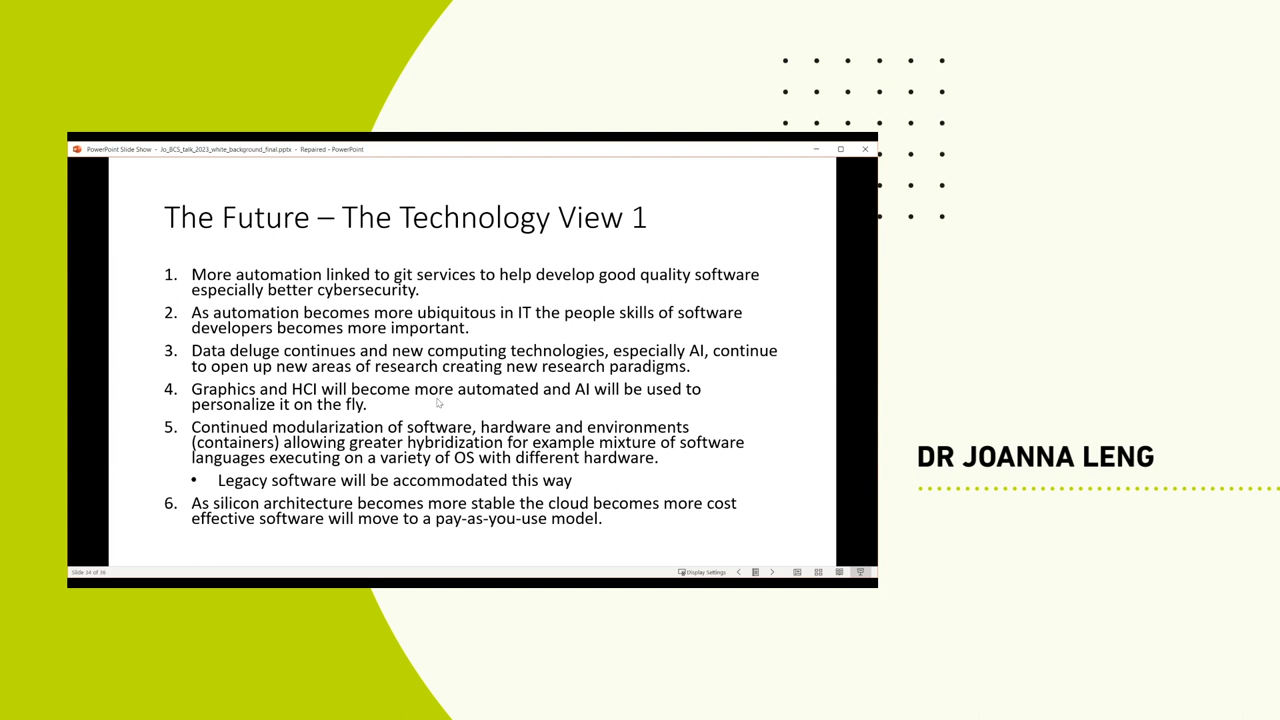 PowerPoint Slide Show - Jo_BCS_talk_2023_white_background_final.pptx - Repaired - PowerPoint
The Future – The Technology View 1
1. More automation linked to git services to help develop good quality software
especially better cybersecurity.
2. As automation becomes more ubiquitous in IT the people skills of software
developers becomes more important.
3. Data deluge continues and new computing technologies, especially AI, continue
to open up new areas of research creating new research paradigms.
4. Graphics and HCI will become more automated and AI will be used to
personalize it on the fly.
5. Continued modularization of software, hardware and environments
(containers) allowing greater hybridization for example mixture of software
languages executing on a variety of OS with different hardware.
• Legacy software will be accommodated this way
6. As silicon architecture becomes more stable the cloud becomes more cost
effective software will move to a pay-as-you-use model.
Slide 34 of 36
Display Settings
DR JOANNA LENG